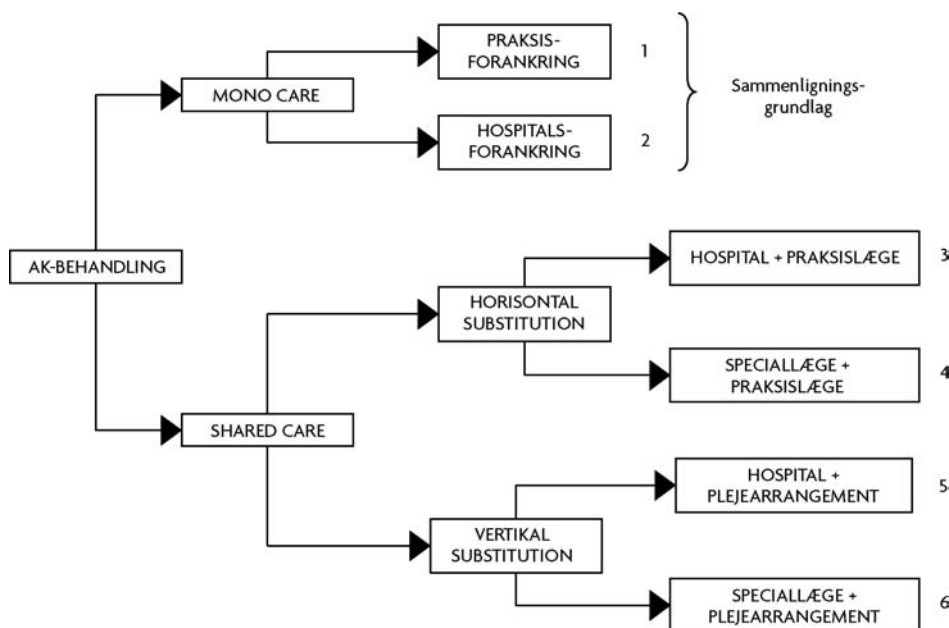 PRAKSIS-
FORANKRING
1
MONO CARE
Sammenlignings-
grundlag
HOSPITALS-
FORANKRING
2
AK-BEHANDLING
HOSPITAL + PRAKSISLÆGE
3
HORISONTAL
SUBSTITUTION
SPECIALLÆGE +
PRAKSISLÆGE
4
SHARED CARE
HOSPITAL +
PLEJEARRANGEMENT
5
VERTIKAL
SUBSTITUTION
SPECIALLÆGE +
PLEJEARRANGEMENT
6